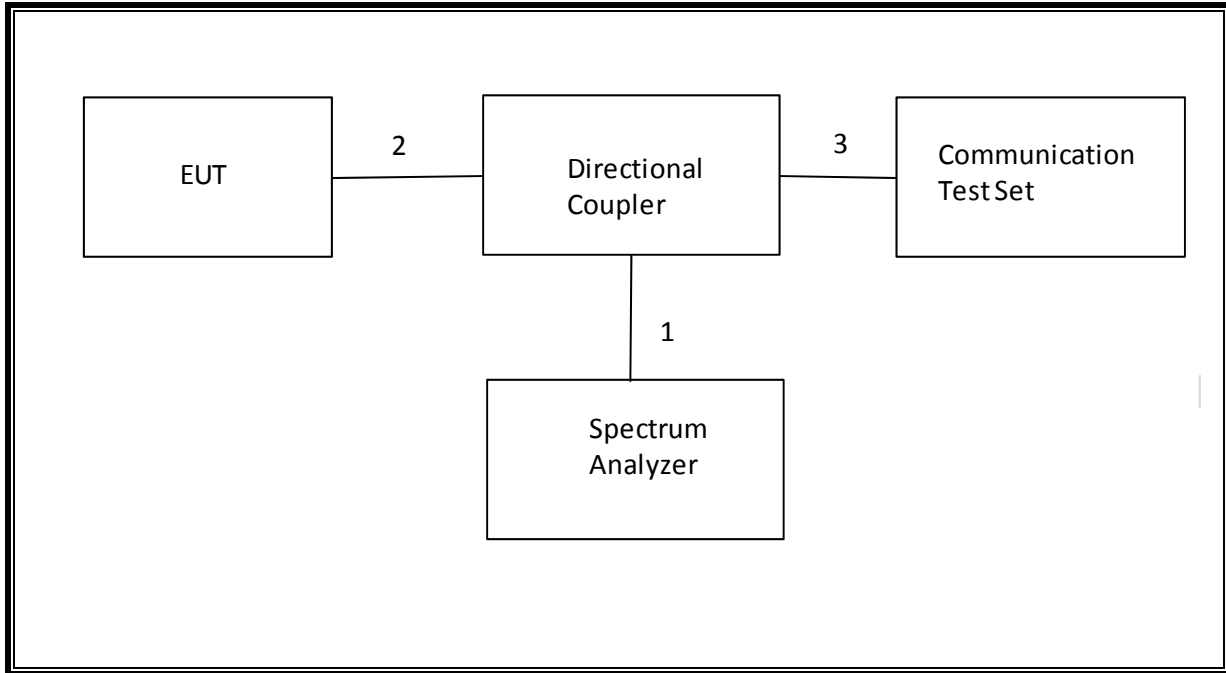 EUT
2
Directional
Coupler
3
Communication
Test Set
1
Spectrum
Analyzer